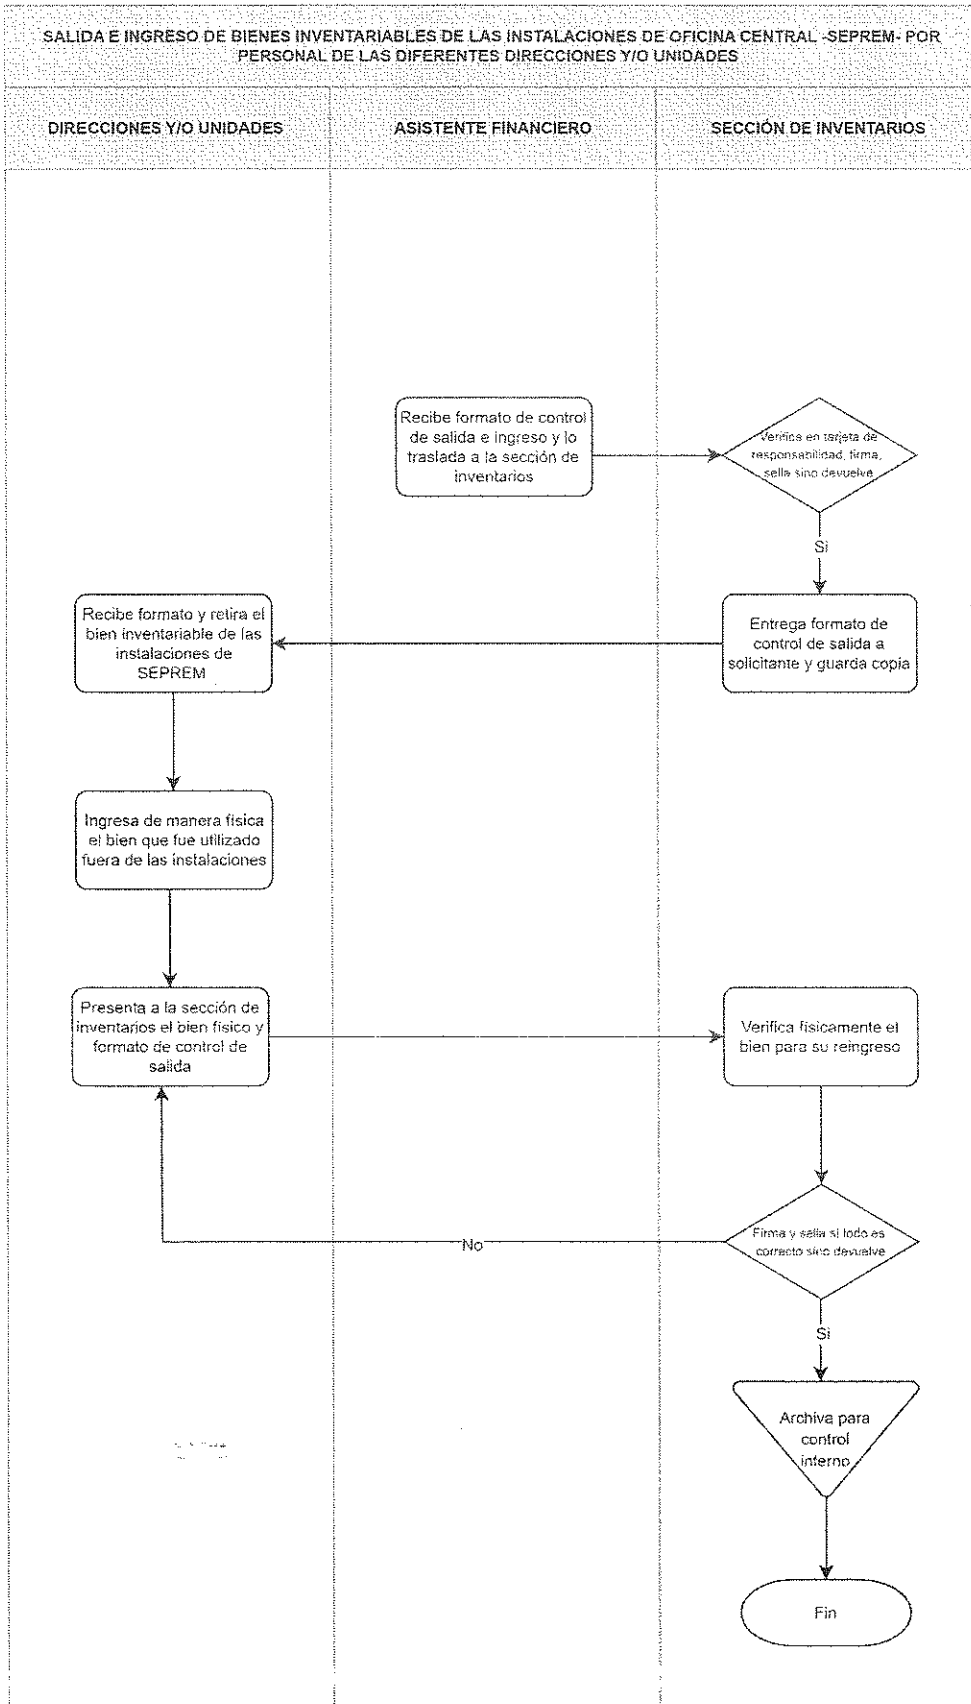 SALIDA E INGRESO DE BIENES INVENTARIABLES DE LAS INSTALACIONES DE OFICINA CENTRAL -SEPREM- POR
PERSONAL DE LAS DIFERENTES DIRECCIONES Y/O UNIDADES
DIRECCIONES Y/O UNIDADES
ASISTENTE FINANCIERO
SECCIÓN DE INVENTARIOS
Recibe formato de control
de salida e ingreso y lo
traslada a la sección de
inventarios
Verifica en tarjeta de
responsabilidad, firma,
sella sino devuelve
Si
Recibe formato y retira el
bien inventariable de las
instalaciones de
SEPREM
Entrega formato de
control de salida a
solicitante y guarda copia
Ingresa de manera física
el bien que fue utilizado
fuera de las instalaciones
Presenta a la sección de
inventarios el bien físico y
formato de control de
salida
Verifica físicamente el
bien para su reingreso
Firma y sella si todo es
correcto sino devuelve
No
Si
Archiva para
control
interno
Fin